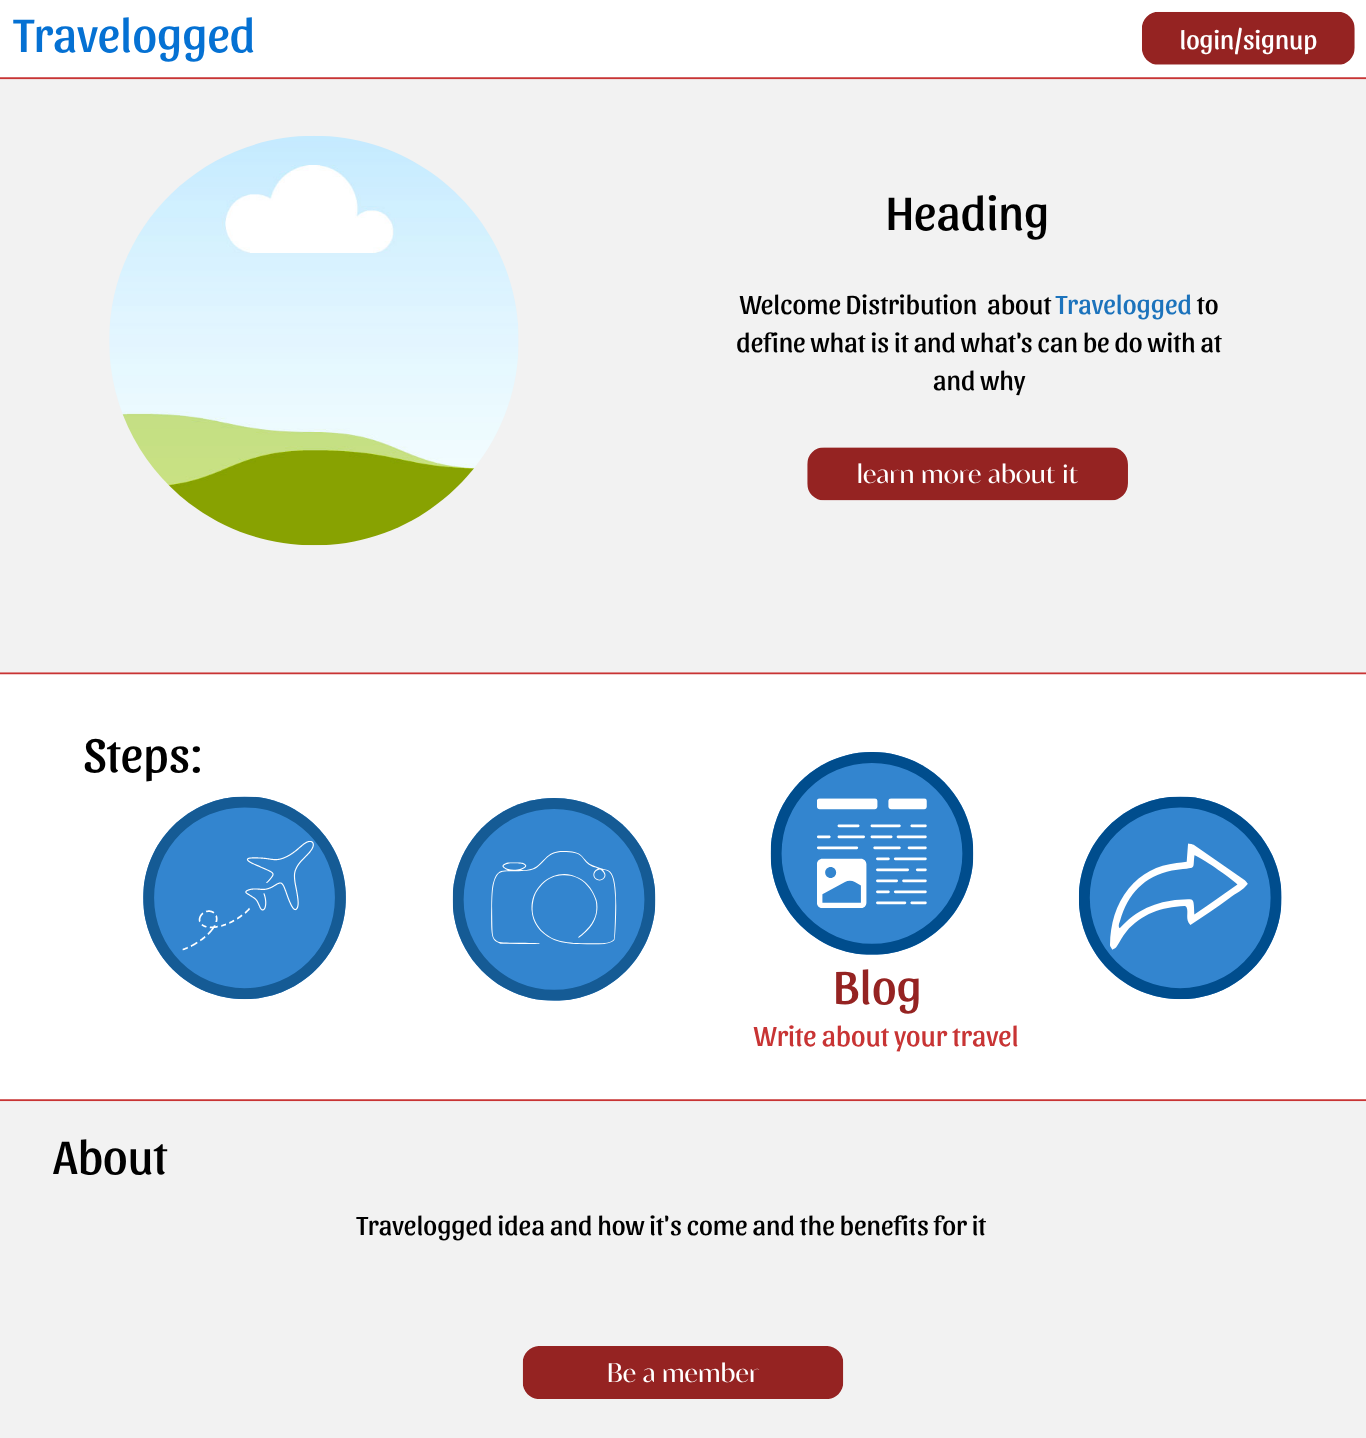 Travelogged
login/signup
Heading
Welcome Distribution  about Travelogged to
define what is it and what's can be do with at
and why
learn more about it
Steps:
Blog
Write about your travel
About
Travelogged idea and how it's come and the benefits for it
Be a member